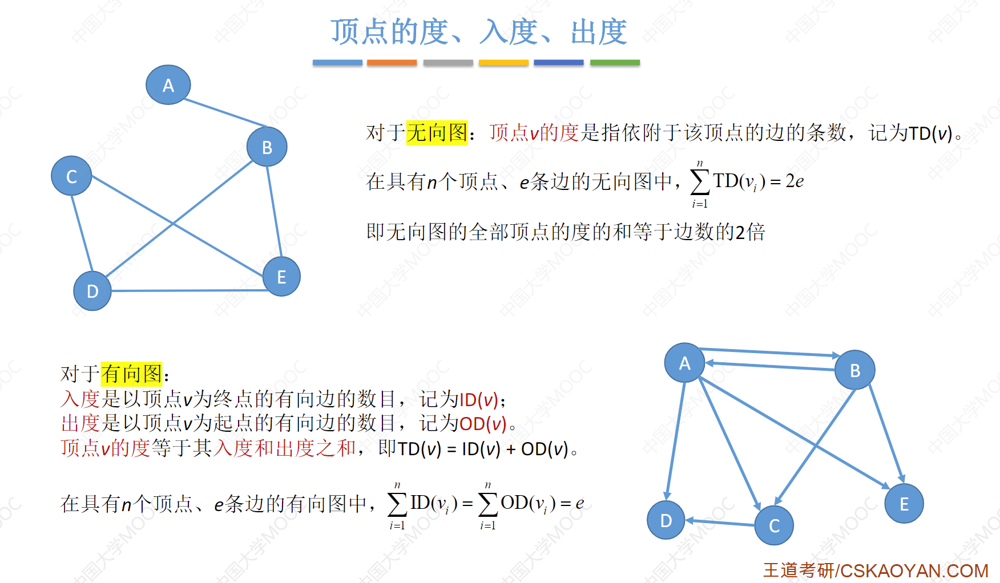 顶点的度、入度、出度
A
B
C
D
E
对于无向图：顶点v的度是指依附于该顶点的边的条数，记为TD(v)。
在具有n个顶点、e条边的无向图中，$\sum_{i=1}^{n} \mathrm{TD}(v_i) = 2e$
即无向图的全部顶点的度的和等于边数的2倍
对于有向图：
入度是以顶点v为终点的有向边的数目，记为ID(v)；
出度是以顶点v为起点的有向边的数目，记为OD(v)。
顶点v的度等于其入度和出度之和，即TD(v) = ID(v) + OD(v)。
在具有n个顶点、e条边的有向图中，$\sum_{i=1}^{n} \mathrm{ID}(v_i) = \sum_{i=1}^{n} \mathrm{OD}(v_i) = e$
A
B
D
C
E
王道考研/CSKAOYAN.COM
中国大学MOOC